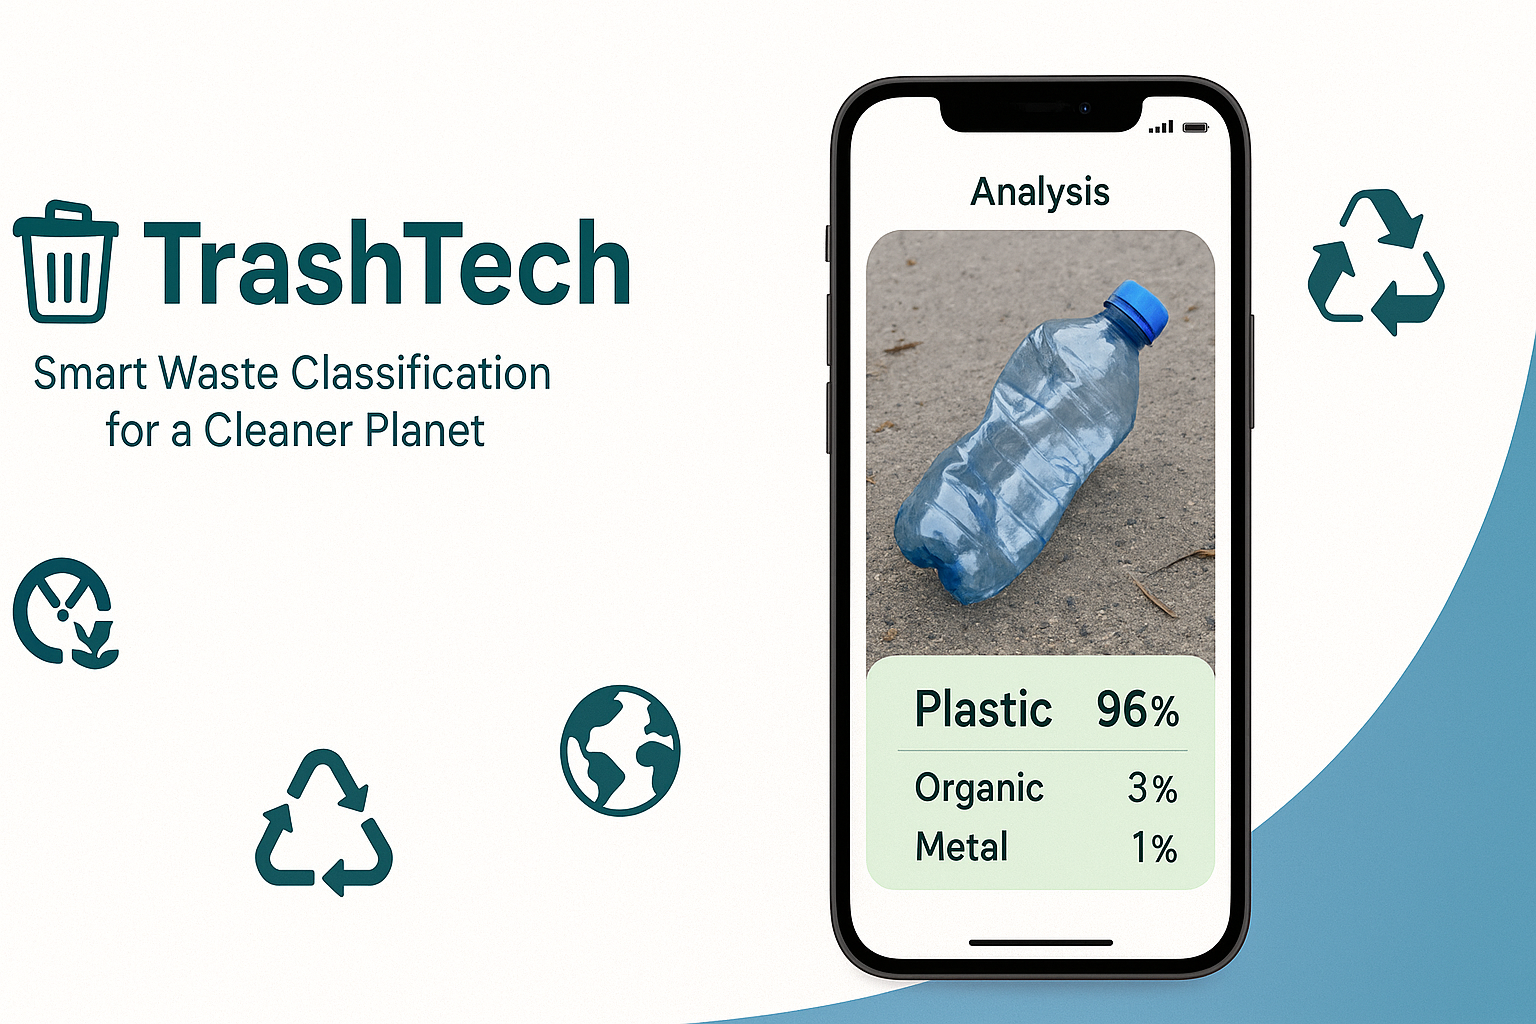 TrashTech
Smart Waste Classification
for a Cleaner Planet
Analysis
Plastic 96%
Organic 3%
Metal 1%